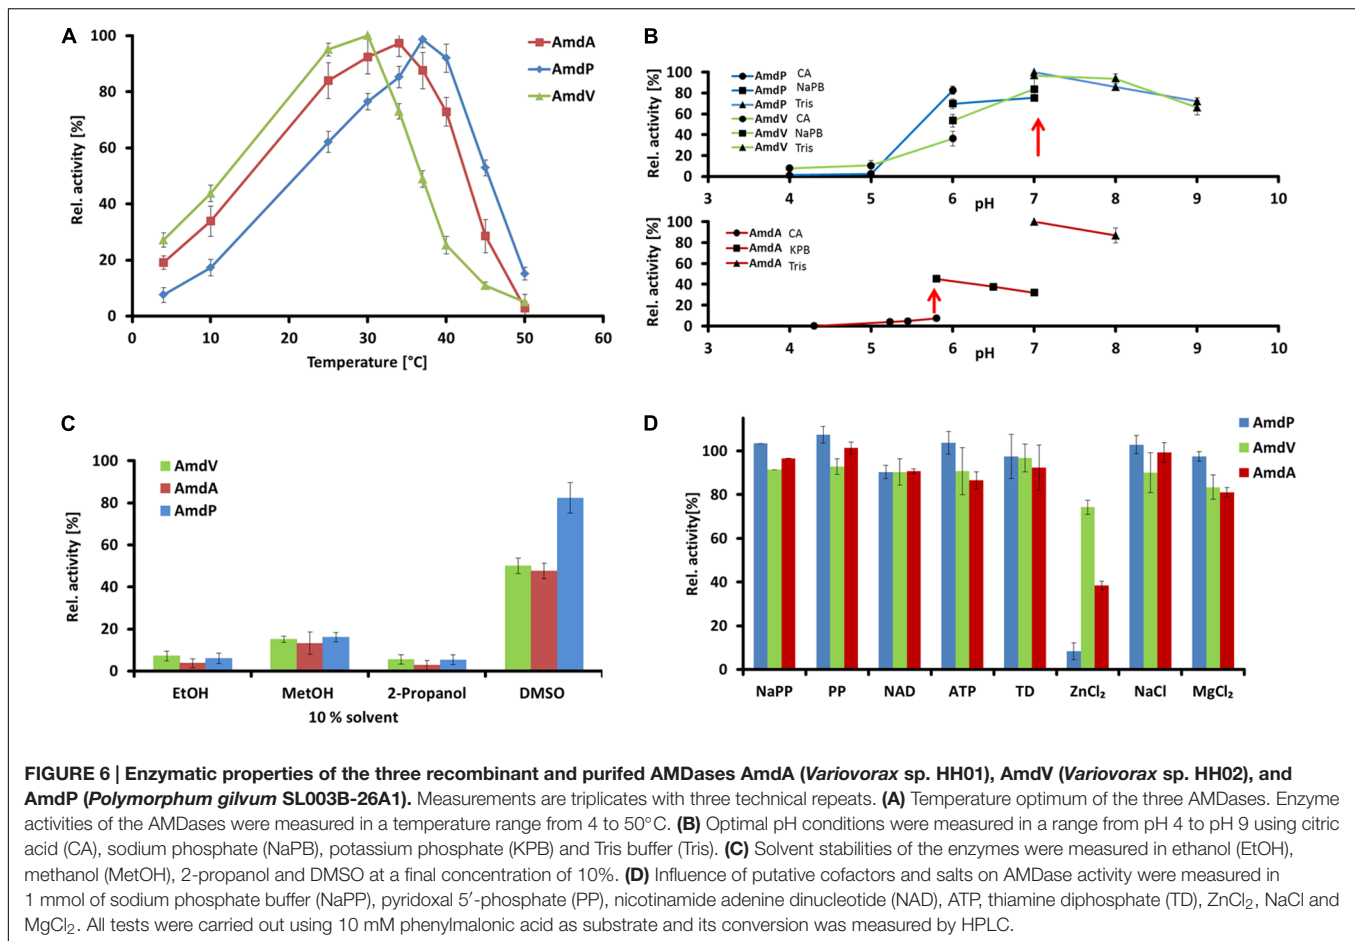 A
100
80
60
40
20
0
Rel. activity [%]
0 10 20 30 40 50 60
Temperature [°C]
AmdA
AmdP
AmdV
B
100
80
60
40
20
0
Rel. activity [%]
AmdP CA
AmdP NaPB
AmdP Tris
AmdV CA
AmdV NaPB
AmdV Tris
3 4 5 6 7 8 9 10
pH
100
80
60
40
20
0
Rel. activity [%]
AmdA CA
AmdA KPB
AmdA Tris
3 4 5 6 7 8 9 10
pH
C
100
80
60
40
20
0
Rel. activity [%]
AmdV
AmdA
AmdP
EtOH MetOH 2-Propanol DMSO
10 % solvent
D
100
80
60
40
20
0
Rel. activity[%]
AmdP
AmdV
AmdA
NaPP PP NAD ATP TD ZnCl₂ NaCl MgCl₂
FIGURE 6 | Enzymatic properties of the three recombinant and purifed AMDases AmdA (Variovorax sp. HH01), AmdV (Variovorax sp. HH02), and
AmdP (Polymorphum gilvum SL003B-26A1). Measurements are triplicates with three technical repeats. (A) Temperature optimum of the three AMDases. Enzyme
activities of the AMDases were measured in a temperature range from 4 to 50°C. (B) Optimal pH conditions were measured in a range from pH 4 to pH 9 using citric
acid (CA), sodium phosphate (NaPB), potassium phosphate (KPB) and Tris buffer (Tris). (C) Solvent stabilities of the enzymes were measured in ethanol (EtOH),
methanol (MetOH), 2-propanol and DMSO at a final concentration of 10%. (D) Influence of putative cofactors and salts on AMDase activity were measured in
1 mmol of sodium phosphate buffer (NaPP), pyridoxal 5′-phosphate (PP), nicotinamide adenine dinucleotide (NAD), ATP, thiamine diphosphate (TD), ZnCl₂, NaCl and
MgCl₂. All tests were carried out using 10 mM phenylmalonic acid as substrate and its conversion was measured by HPLC.